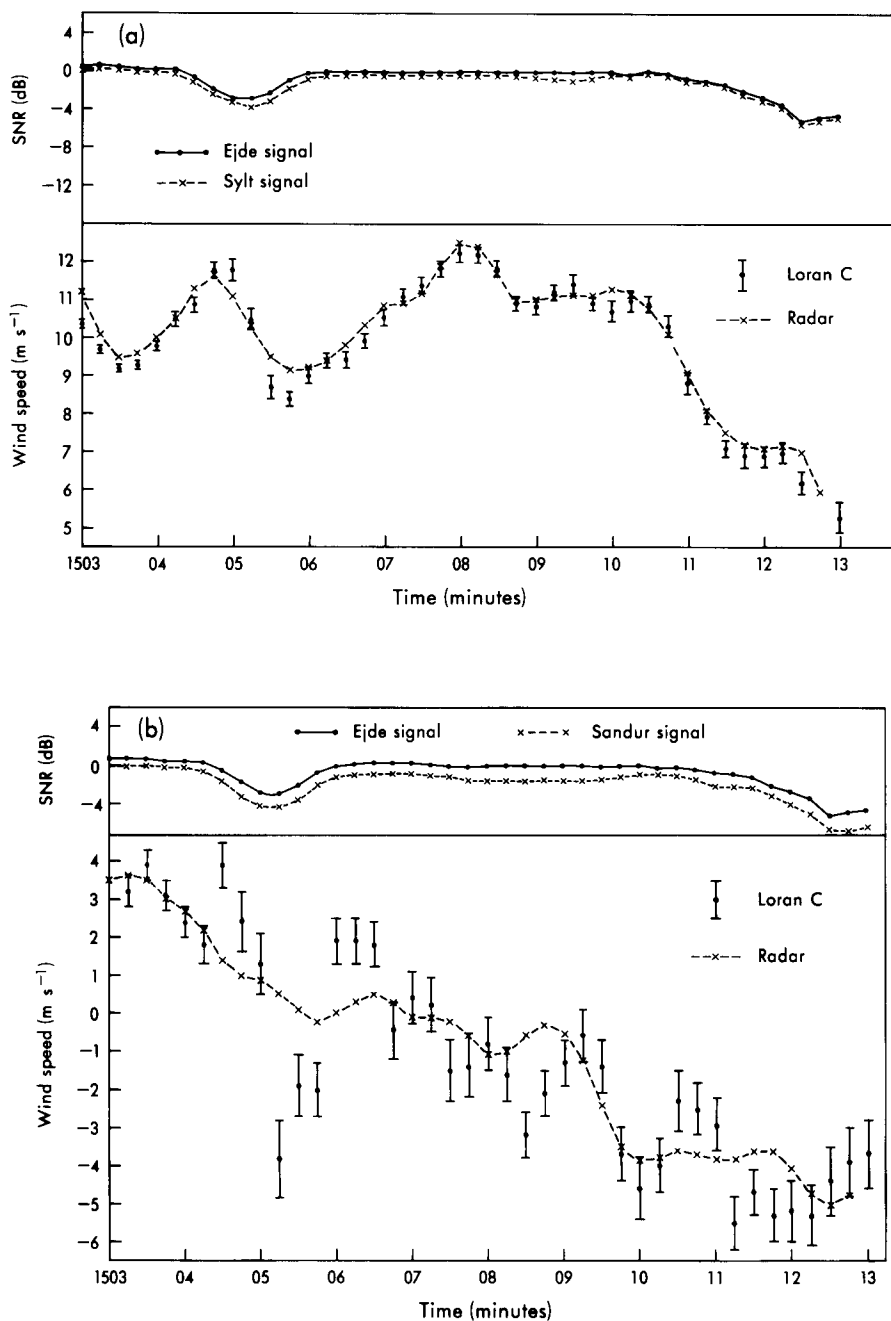 (a)
4
0
−4
−8
−12
SNR (dB)
Ejde signal
Sylt signal
12
11
10
9
8
7
6
5
Wind speed (m s⁻¹)
Loran C
Radar
1503 04 05 06 07 08 09 10 11 12 13
Time (minutes)
(b)
4
0
−4
SNR (dB)
Ejde signal
Sandur signal
4
3
2
1
0
−1
−2
−3
−4
−5
−6
Wind speed (m s⁻¹)
Loran C
Radar
1503 04 05 06 07 08 09 10 11 12 13
Time (minutes)